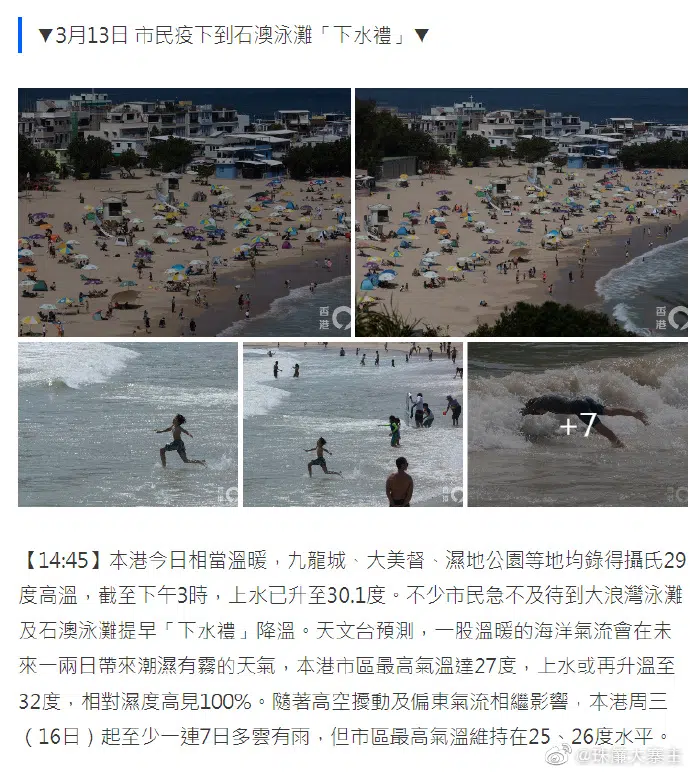 ▼3月13日 市民疫下到石澳泳灘「下水禮」▼
香港
香港
+7
【14:45】本港今日相當溫暖，九龍城、大美督、濕地公園等地均錄得攝氏29
度高溫，截至下午3時，上水已升至30.1度。不少市民急不及待到大浪灣泳灘
及石澳泳灘提早「下水禮」降溫。天文台預測，一股溫暖的海洋氣流會在未
來一兩日帶來潮濕有霧的天氣，本港市區最高氣溫達27度，上水或再升溫至
32度，相對濕度高見100%。隨著高空擾動及偏東氣流相繼影響，本港周三
（16日）起至少一連7日多雲有雨，但市區最高氣溫維持在25、26度水平。